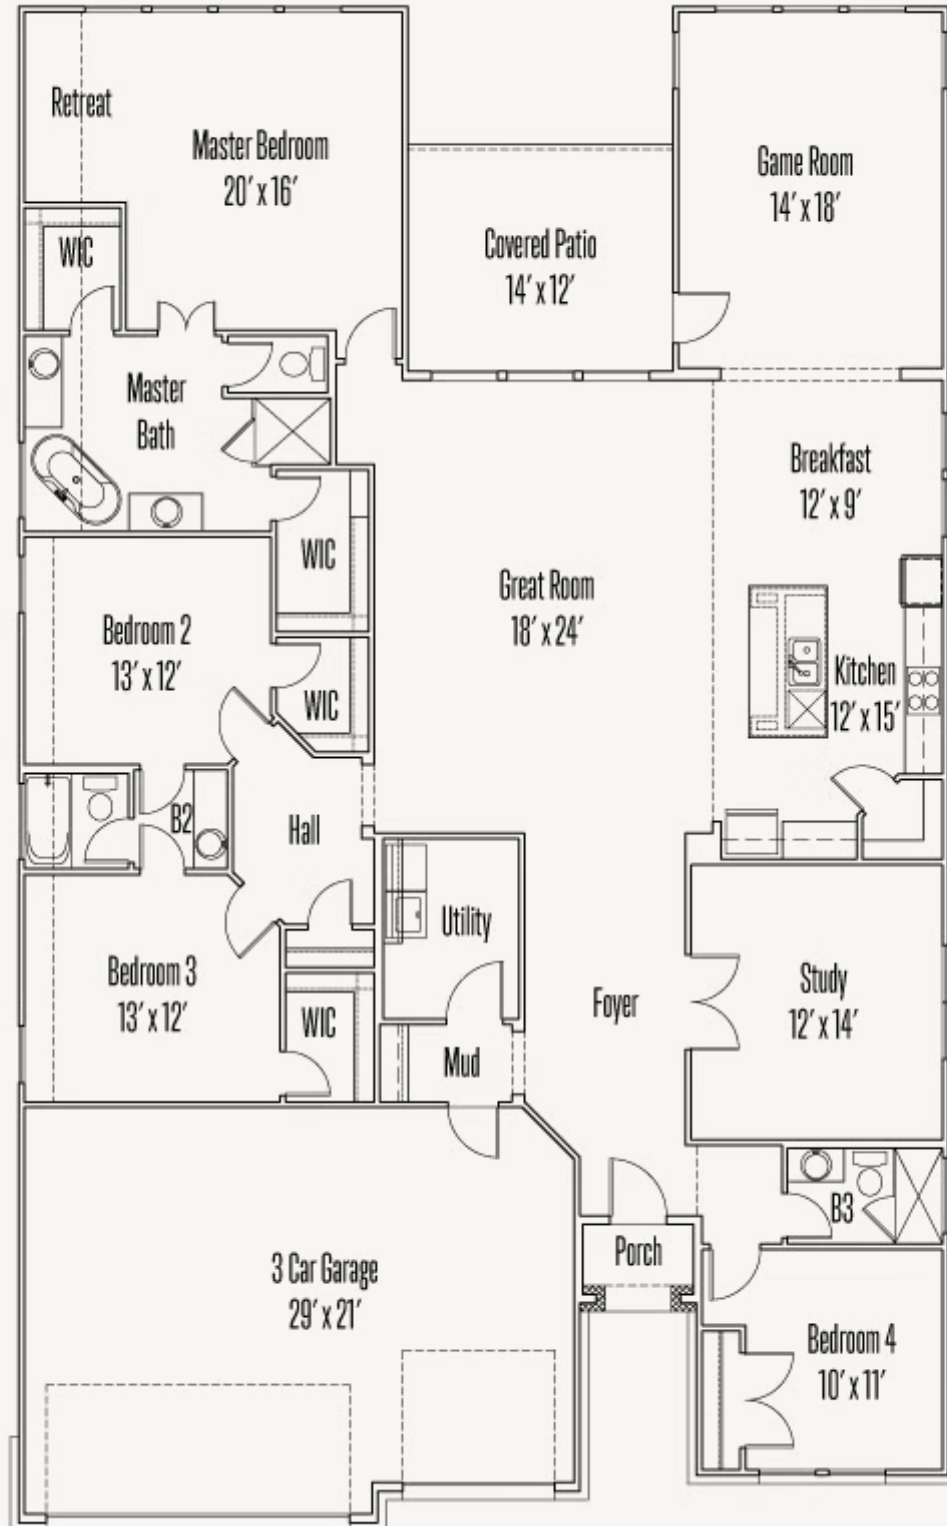 Retreat
Master Bedroom
20' x 16'
Game Room
14' x 18'
WIC
Covered Patio
14' x 12'
Master
Bath
Breakfast
12' x 9'
WIC
Great Room
18' x 24'
Bedroom 2
13' x 12'
Kitchen
12' x 15'
WIC
B2
Hall
Utility
Bedroom 3
13' x 12'
Study
12' x 14'
Foyer
WIC
Mud
B3
Porch
3 Car Garage
29' x 21'
Bedroom 4
10' x 11'